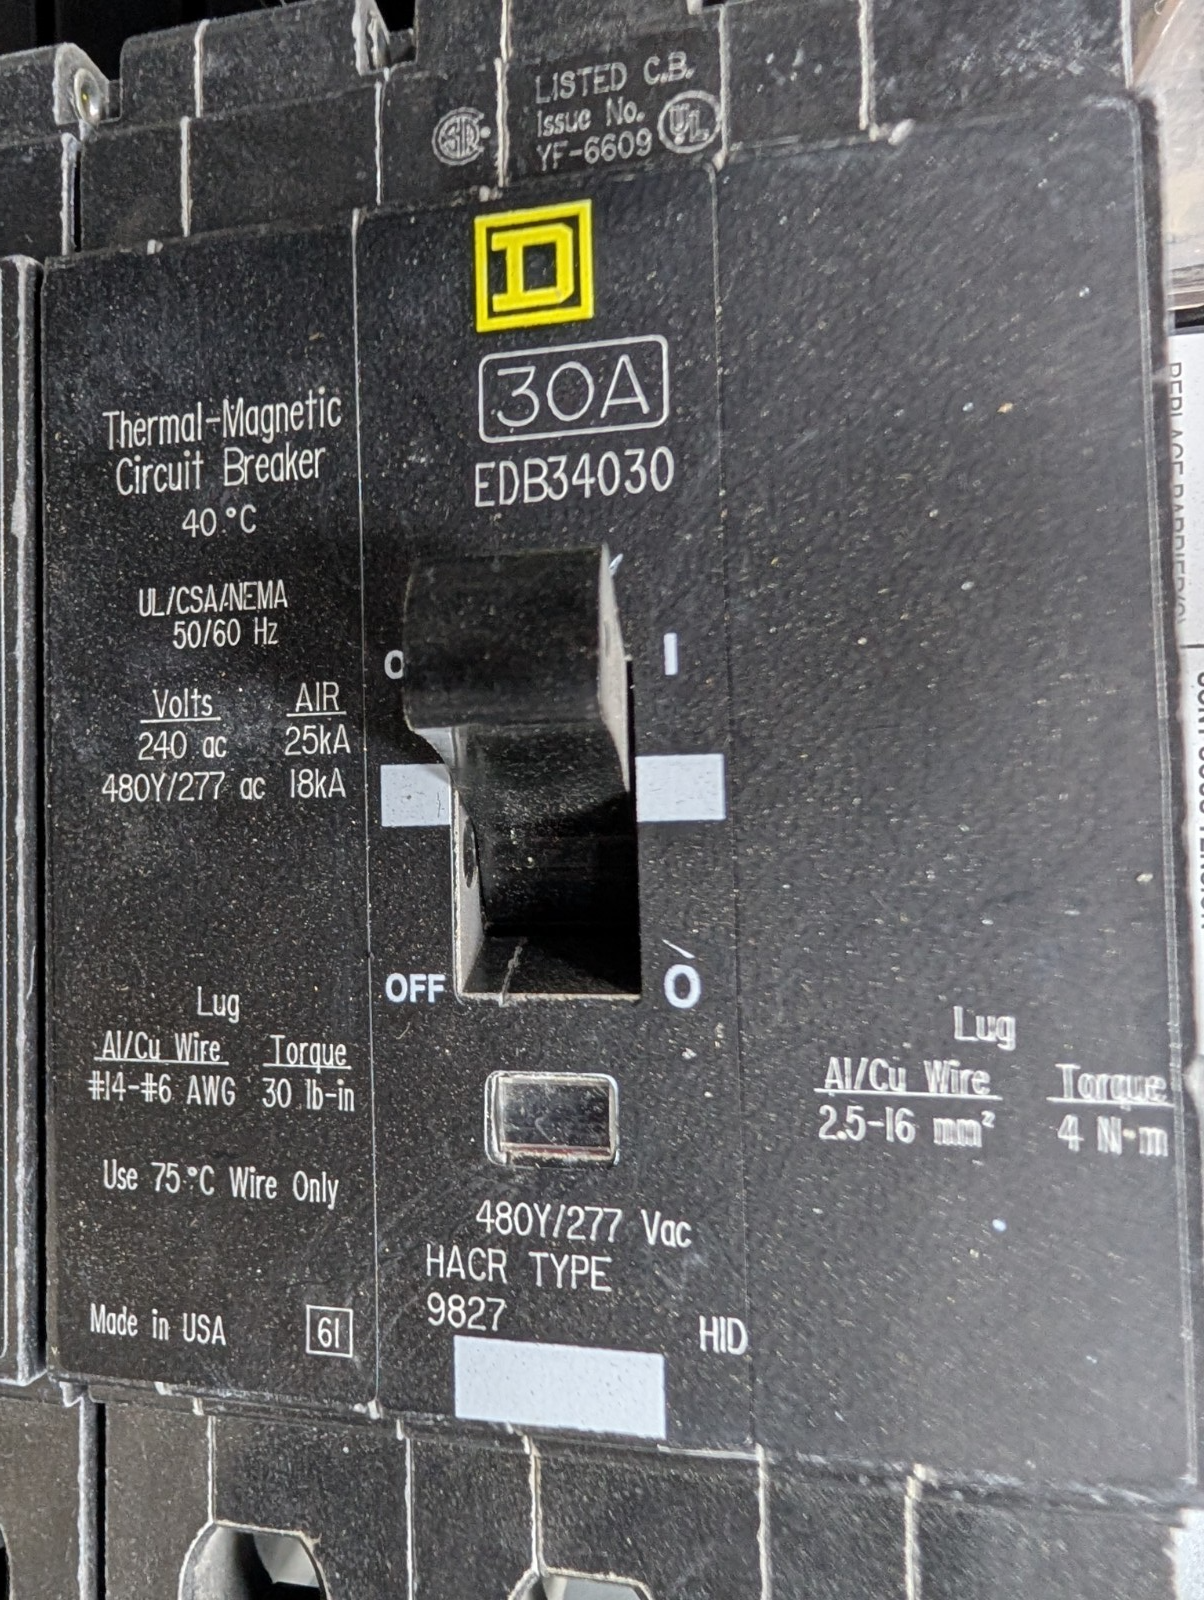 LISTED C.B.
Issue No.
YF-6609
UL
D
30A
EDB34030
Thermal-Magnetic
Circuit Breaker
40°C
UL/CSA/NEMA
50/60 Hz
Volts AIR
240 ac 25kA
480Y/277 ac 18kA
O I
OFF O
Lug
Al/Cu Wire Torque
#14-#6 AWG 30 lb-in
Use 75°C Wire Only
Made in USA 61
480Y/277 Vac
HACR TYPE
9827
HID
Lug
Al/Cu Wire Torque
2.5-16 mm² 4 N·m